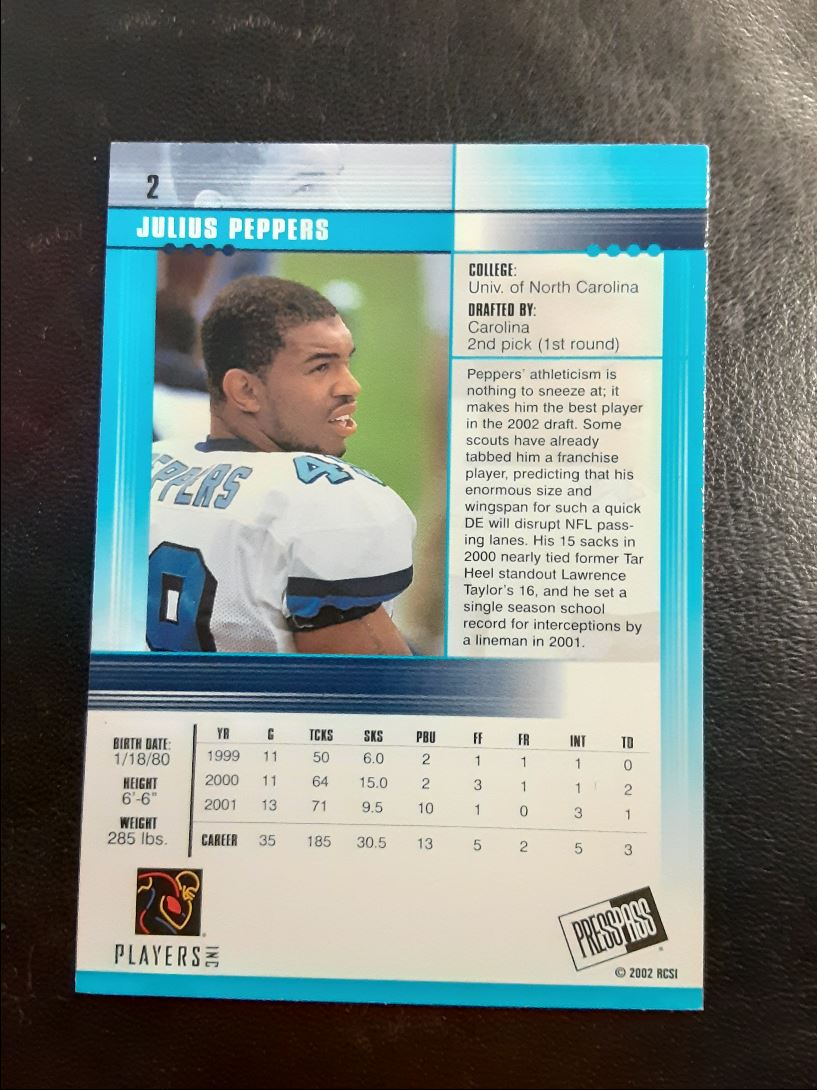 2
JULIUS PEPPERS
COLLEGE:
Univ. of North Carolina
DRAFTED BY:
Carolina
2nd pick (1st round)
Peppers' athleticism is
nothing to sneeze at; it
makes him the best player
in the 2002 draft. Some
scouts have already
tabbed him a franchise
player, predicting that his
enormous size and
wingspan for such a quick
DE will disrupt NFL pass-
ing lanes. His 15 sacks in
2000 nearly tied former Tar
Heel standout Lawrence
Taylor's 16, and he set a
single season school
record for interceptions by
a lineman in 2001.
EPPERS
4
9
BIRTH DATE:
1/18/80
HEIGHT
6'-6"
WEIGHT
285 lbs.
YR G TCKS SKS PBU FF FR INT TD
1999 11 50 6.0 2 1 1 1 0
2000 11 64 15.0 2 3 1 1 2
2001 13 71 9.5 10 1 0 3 1
CAREER 35 185 30.5 13 5 2 5 3
PLAYERS INC
PRESSPASS
© 2002 RCSI